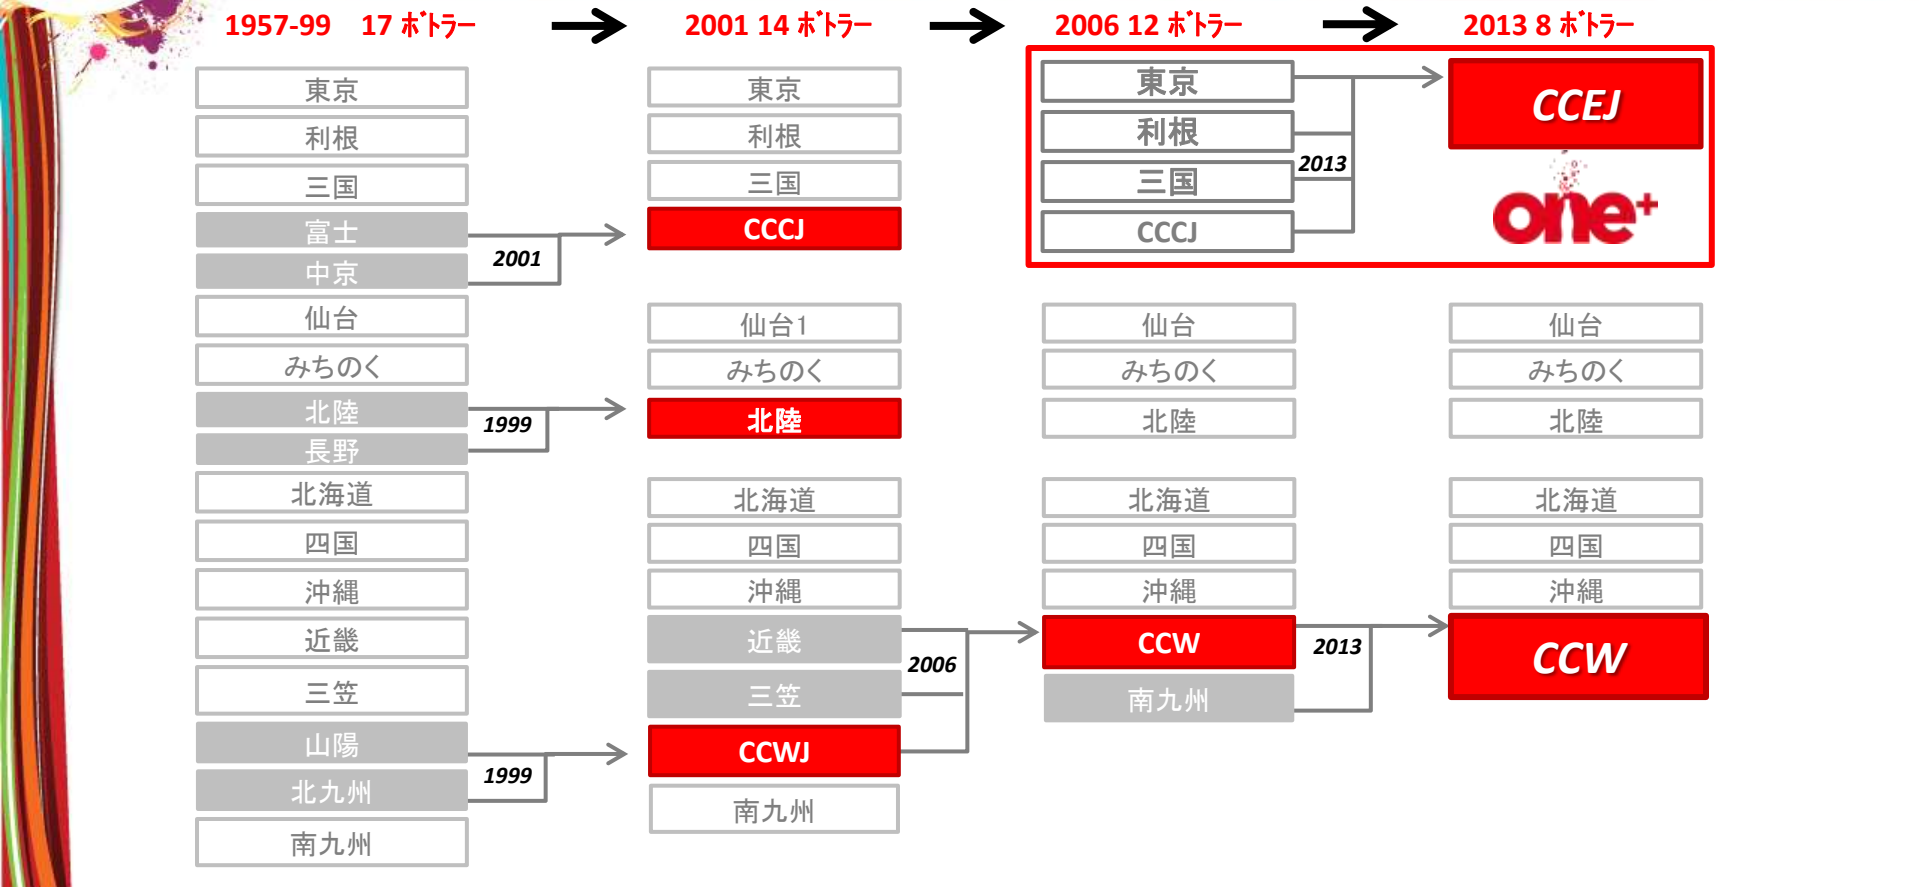 1957-99 17 ﾎﾞﾄﾗｰ
2001 14 ﾎﾞﾄﾗｰ
2006 12 ﾎﾞﾄﾗｰ
2013 8 ﾎﾞﾄﾗｰ
東京
利根
三国
富士
中京
2001
仙台
みちのく
北陸
長野
1999
北海道
四国
沖縄
近畿
三笠
山陽
北九州
1999
南九州
東京
利根
三国
CCCJ
仙台1
みちのく
北陸
北海道
四国
沖縄
近畿
三笠
2006
CCWJ
南九州
東京
利根
三国
2013
CCCJ
仙台
みちのく
北陸
北海道
四国
沖縄
CCW
2013
南九州
CCEJ
one+
仙台
みちのく
北陸
北海道
四国
沖縄
CCW